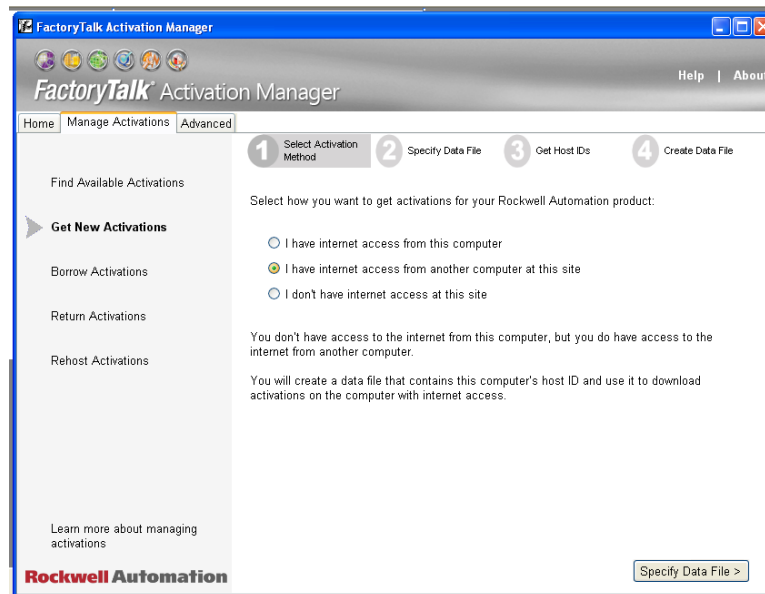 FactoryTalk Activation Manager
FactoryTalk Activation Manager
Help | About
Home Manage Activations Advanced
1 Select Activation Method
2 Specify Data File
3 Get Host IDs
4 Create Data File
Find Available Activations
Get New Activations
Borrow Activations
Return Activations
Rehost Activations
Select how you want to get activations for your Rockwell Automation product:
I have internet access from this computer
I have internet access from another computer at this site
I don't have internet access at this site
You don't have access to the internet from this computer, but you do have access to the
internet from another computer.
You will create a data file that contains this computer's host ID and use it to download
activations on the computer with internet access.
Learn more about managing
activations
Rockwell Automation
Specify Data File >